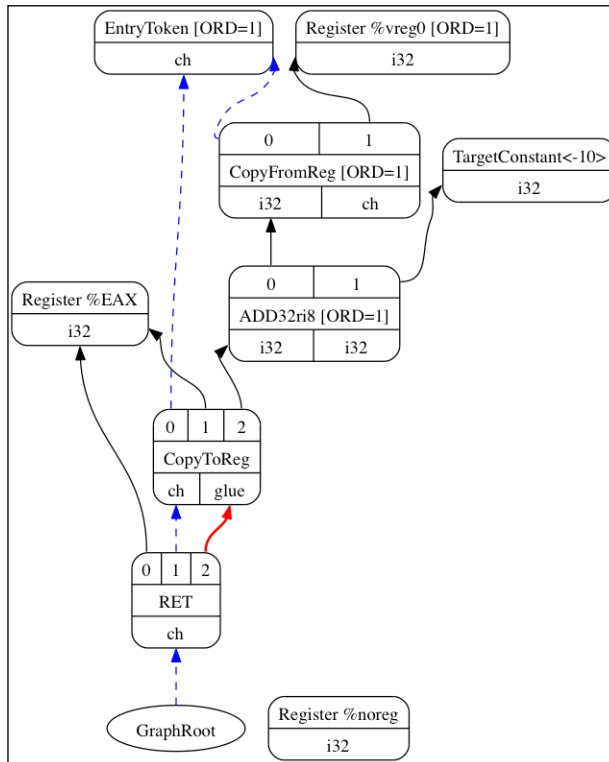 EntryToken [ORD=1]
ch
Register %vreg0 [ORD=1]
i32
0 1
CopyFromReg [ORD=1]
i32 ch
TargetConstant<-10>
i32
0 1
ADD32ri8 [ORD=1]
i32 i32
Register %EAX
i32
0 1 2
CopyToReg
ch glue
0 1 2
RET
ch
GraphRoot
Register %noreg
i32